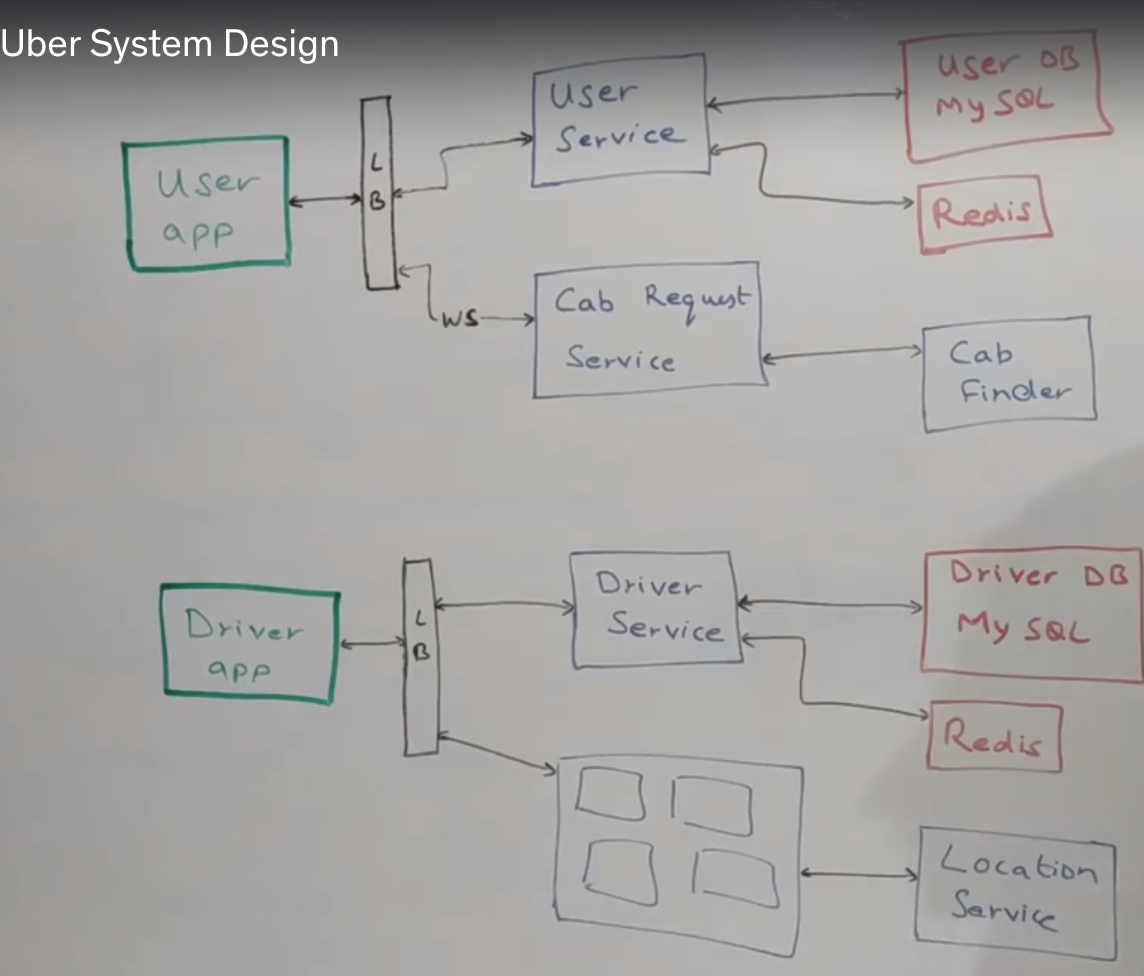 Uber System Design
User DB
My SQL
User
Service
L
B
User
app
Redis
WS
Cab Request
Service
Cab
Finder
Driver
app
L
B
Driver
Service
Driver DB
My SQL
Redis
Location
Service